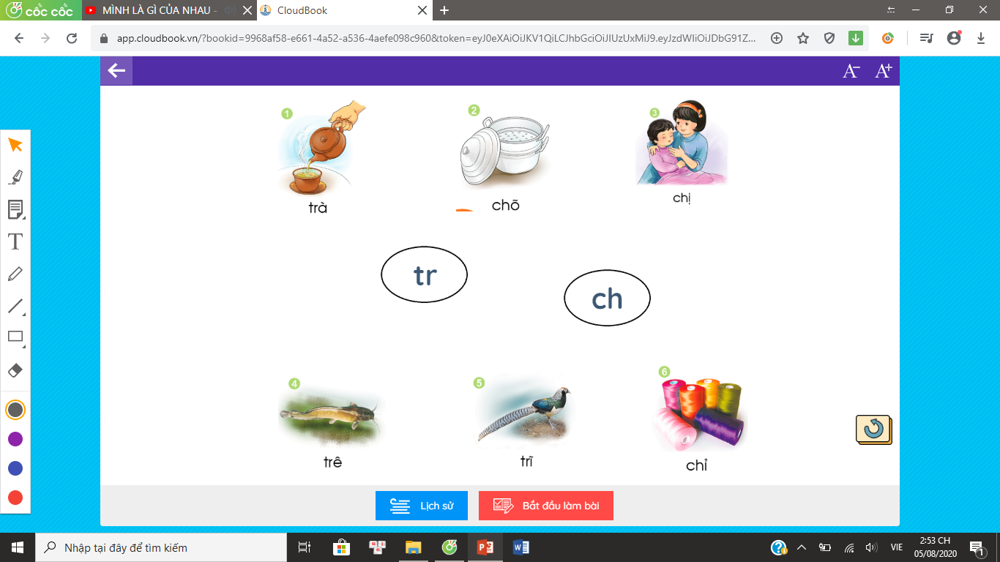 cốc cốc
MÌNH LÀ GÌ CỦA NHAU -
CloudBook
app.cloudbook.vn/?bookid=9968af58-e661-4a52-a536-4aefe098c960&token=eyJ0eXAiOiJKV1QiLCJhbGciOiJIUzUxMiJ9.eyJzdWIiOiJDbG91Z...
A- A+
1
2
3
trà
chõ
chị
tr
ch
4
5
6
trê
trĩ
chỉ
T
Lịch sử
Bắt đầu làm bài
Nhập tại đây để tìm kiếm
VIE
2:53 CH
05/08/2020
1